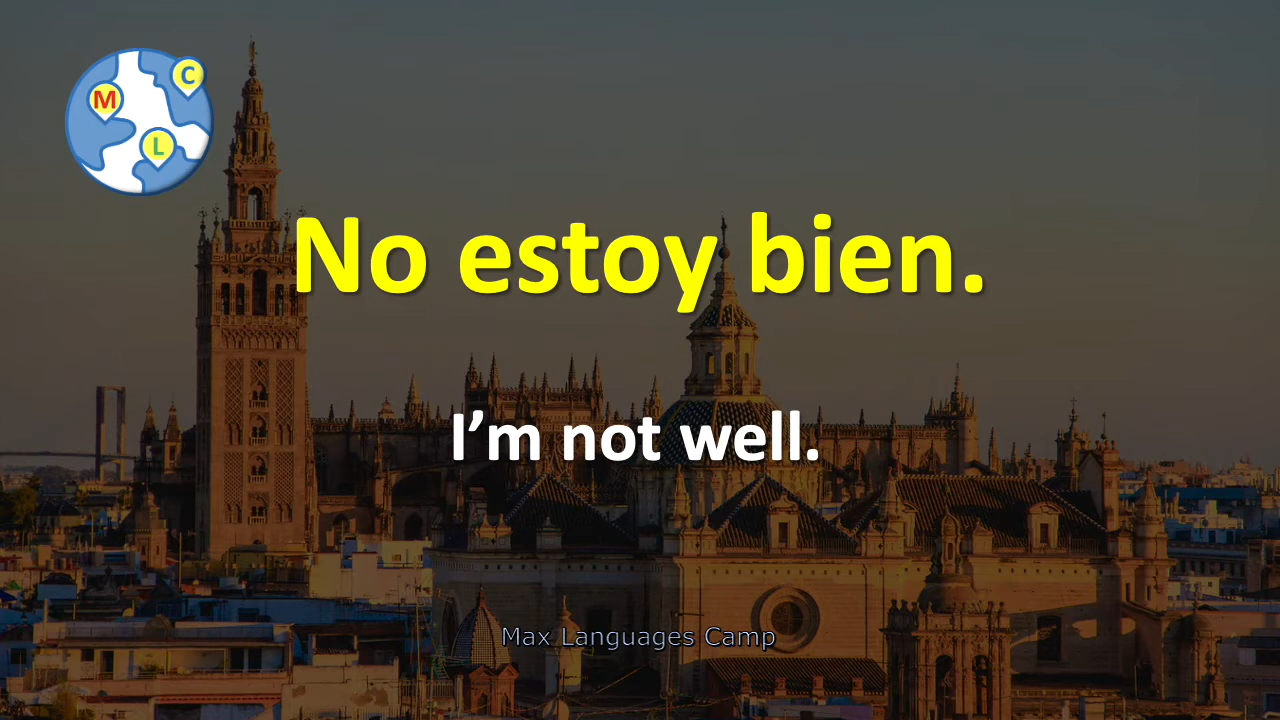 M
C
L
No estoy bien.
I’m not well.
Max Languages Camp